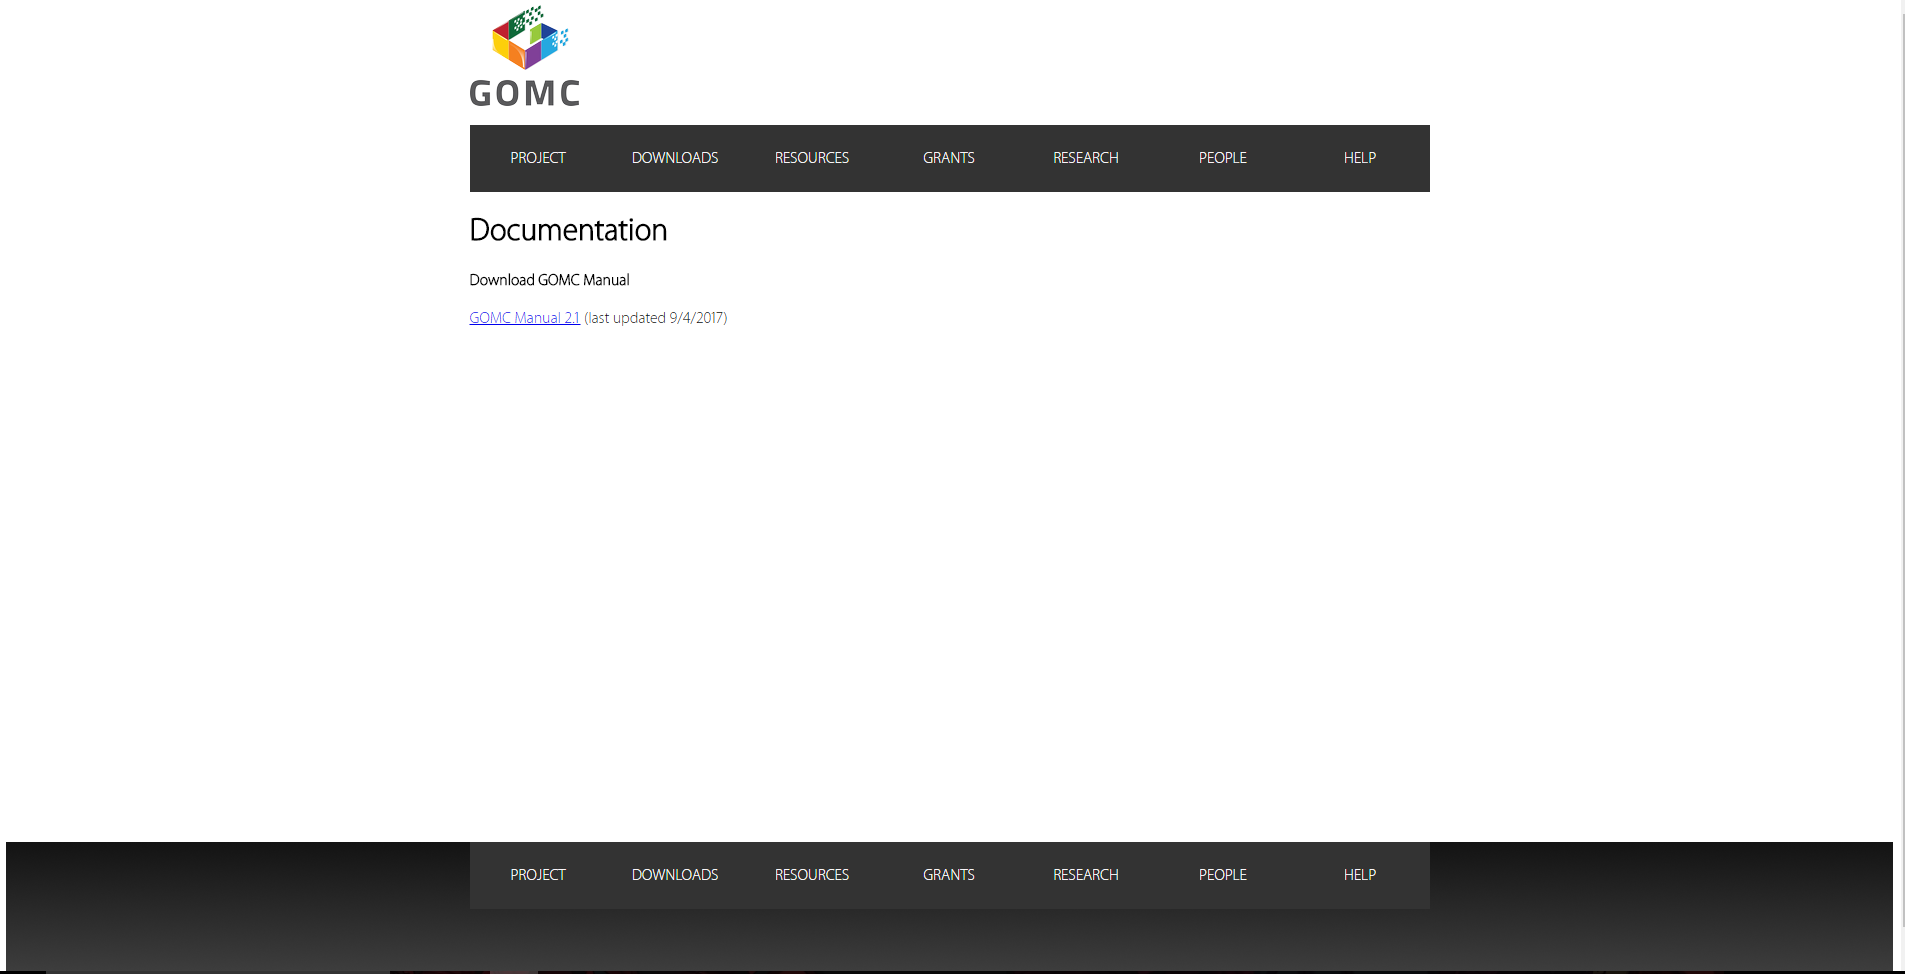 GOMC
PROJECT DOWNLOADS RESOURCES GRANTS RESEARCH PEOPLE HELP
Documentation
Download GOMC Manual
GOMC Manual 2.1 (last updated 9/4/2017)
PROJECT DOWNLOADS RESOURCES GRANTS RESEARCH PEOPLE HELP